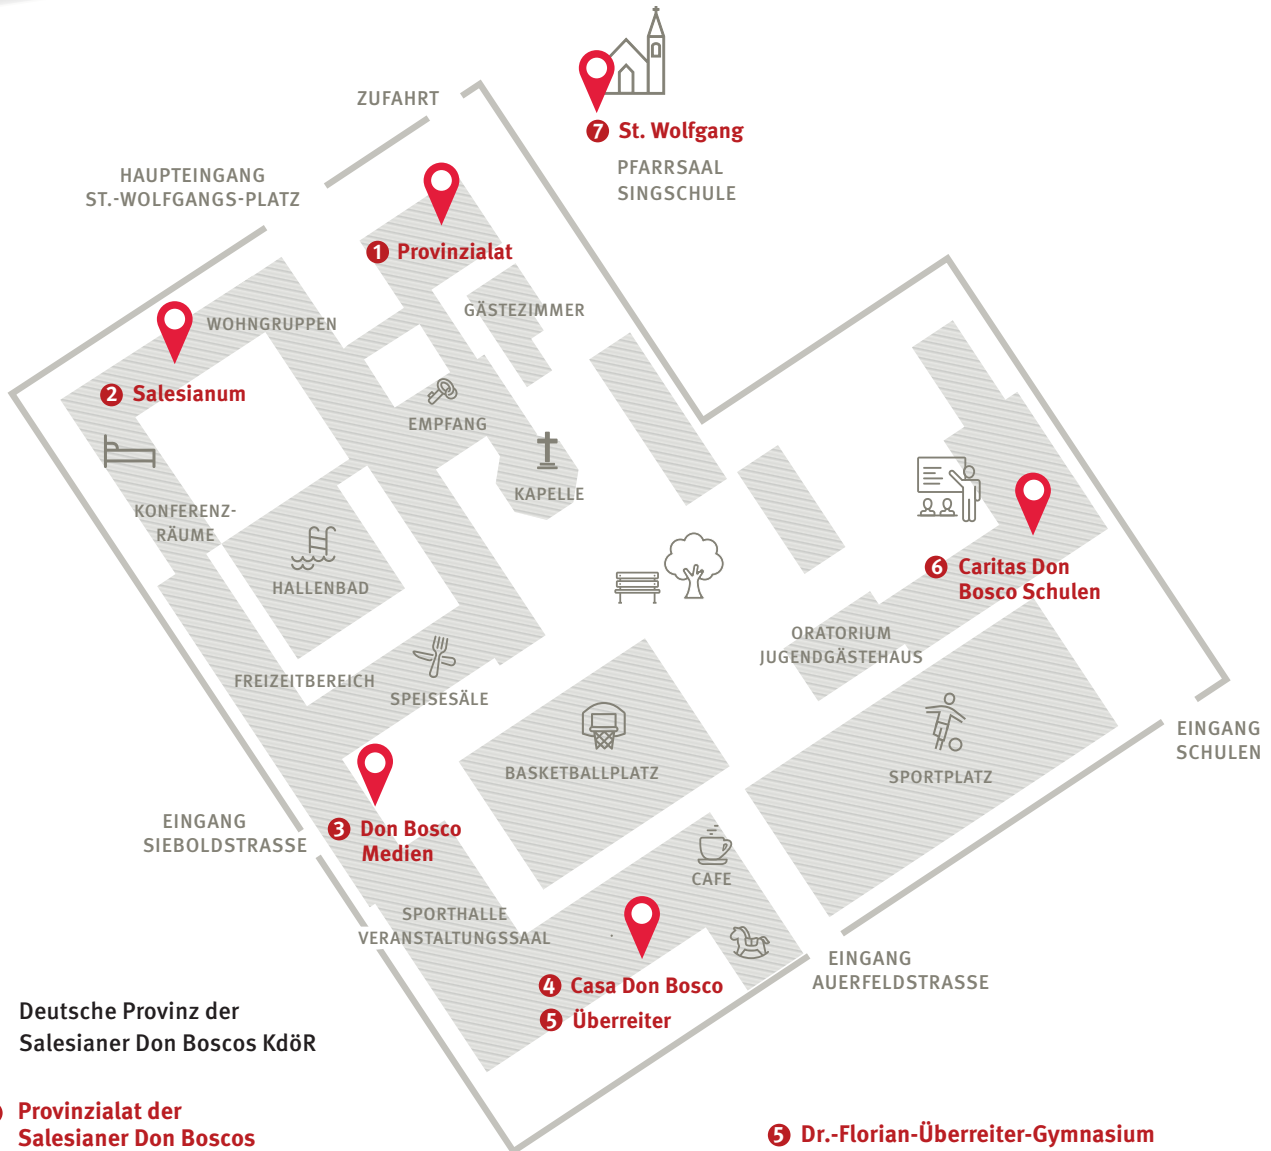 ZUFAHRT
7 St. Wolfgang
PFARRSAAL
SINGSCHULE
HAUPTEINGANG
ST.-WOLFGANGS-PLATZ
1 Provinzialat
GÄSTEZIMMER
WOHNGRUPPEN
2 Salesianum
EMPFANG
KAPELLE
KONFERENZ-
RÄUME
HALLENBAD
6 Caritas Don
Bosco Schulen
ORATORIUM
JUGENDGÄSTEHAUS
FREIZEITBEREICH
SPEISESÄLE
EINGANG
SCHULEN
BASKETBALLPLATZ
SPORTPLATZ
EINGANG
SIEBOLDSTRASSE
3 Don Bosco
Medien
CAFE
SPORTHALLE
VERANSTALTUNGSSAAL
EINGANG
AUERFELDSTRASSE
4 Casa Don Bosco
5 Überreiter
Deutsche Provinz der
Salesianer Don Boscos KdöR
Provinzialat der
Salesianer Don Boscos
5 Dr.-Florian-Überreiter-Gymnasium